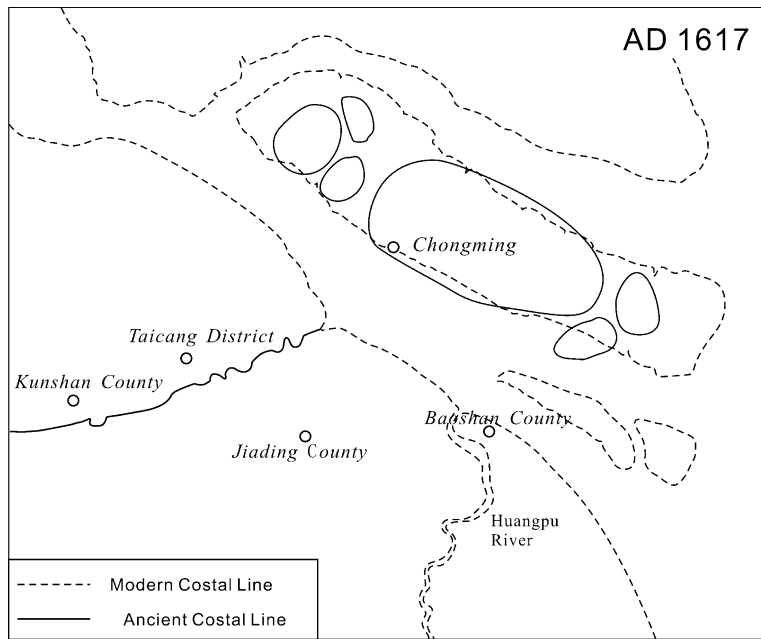 AD 1617
Chongming
Taicang District
Kunshan County
Baoshan County
Jiading County
Huangpu
River
Modern Costal Line
Ancient Costal Line